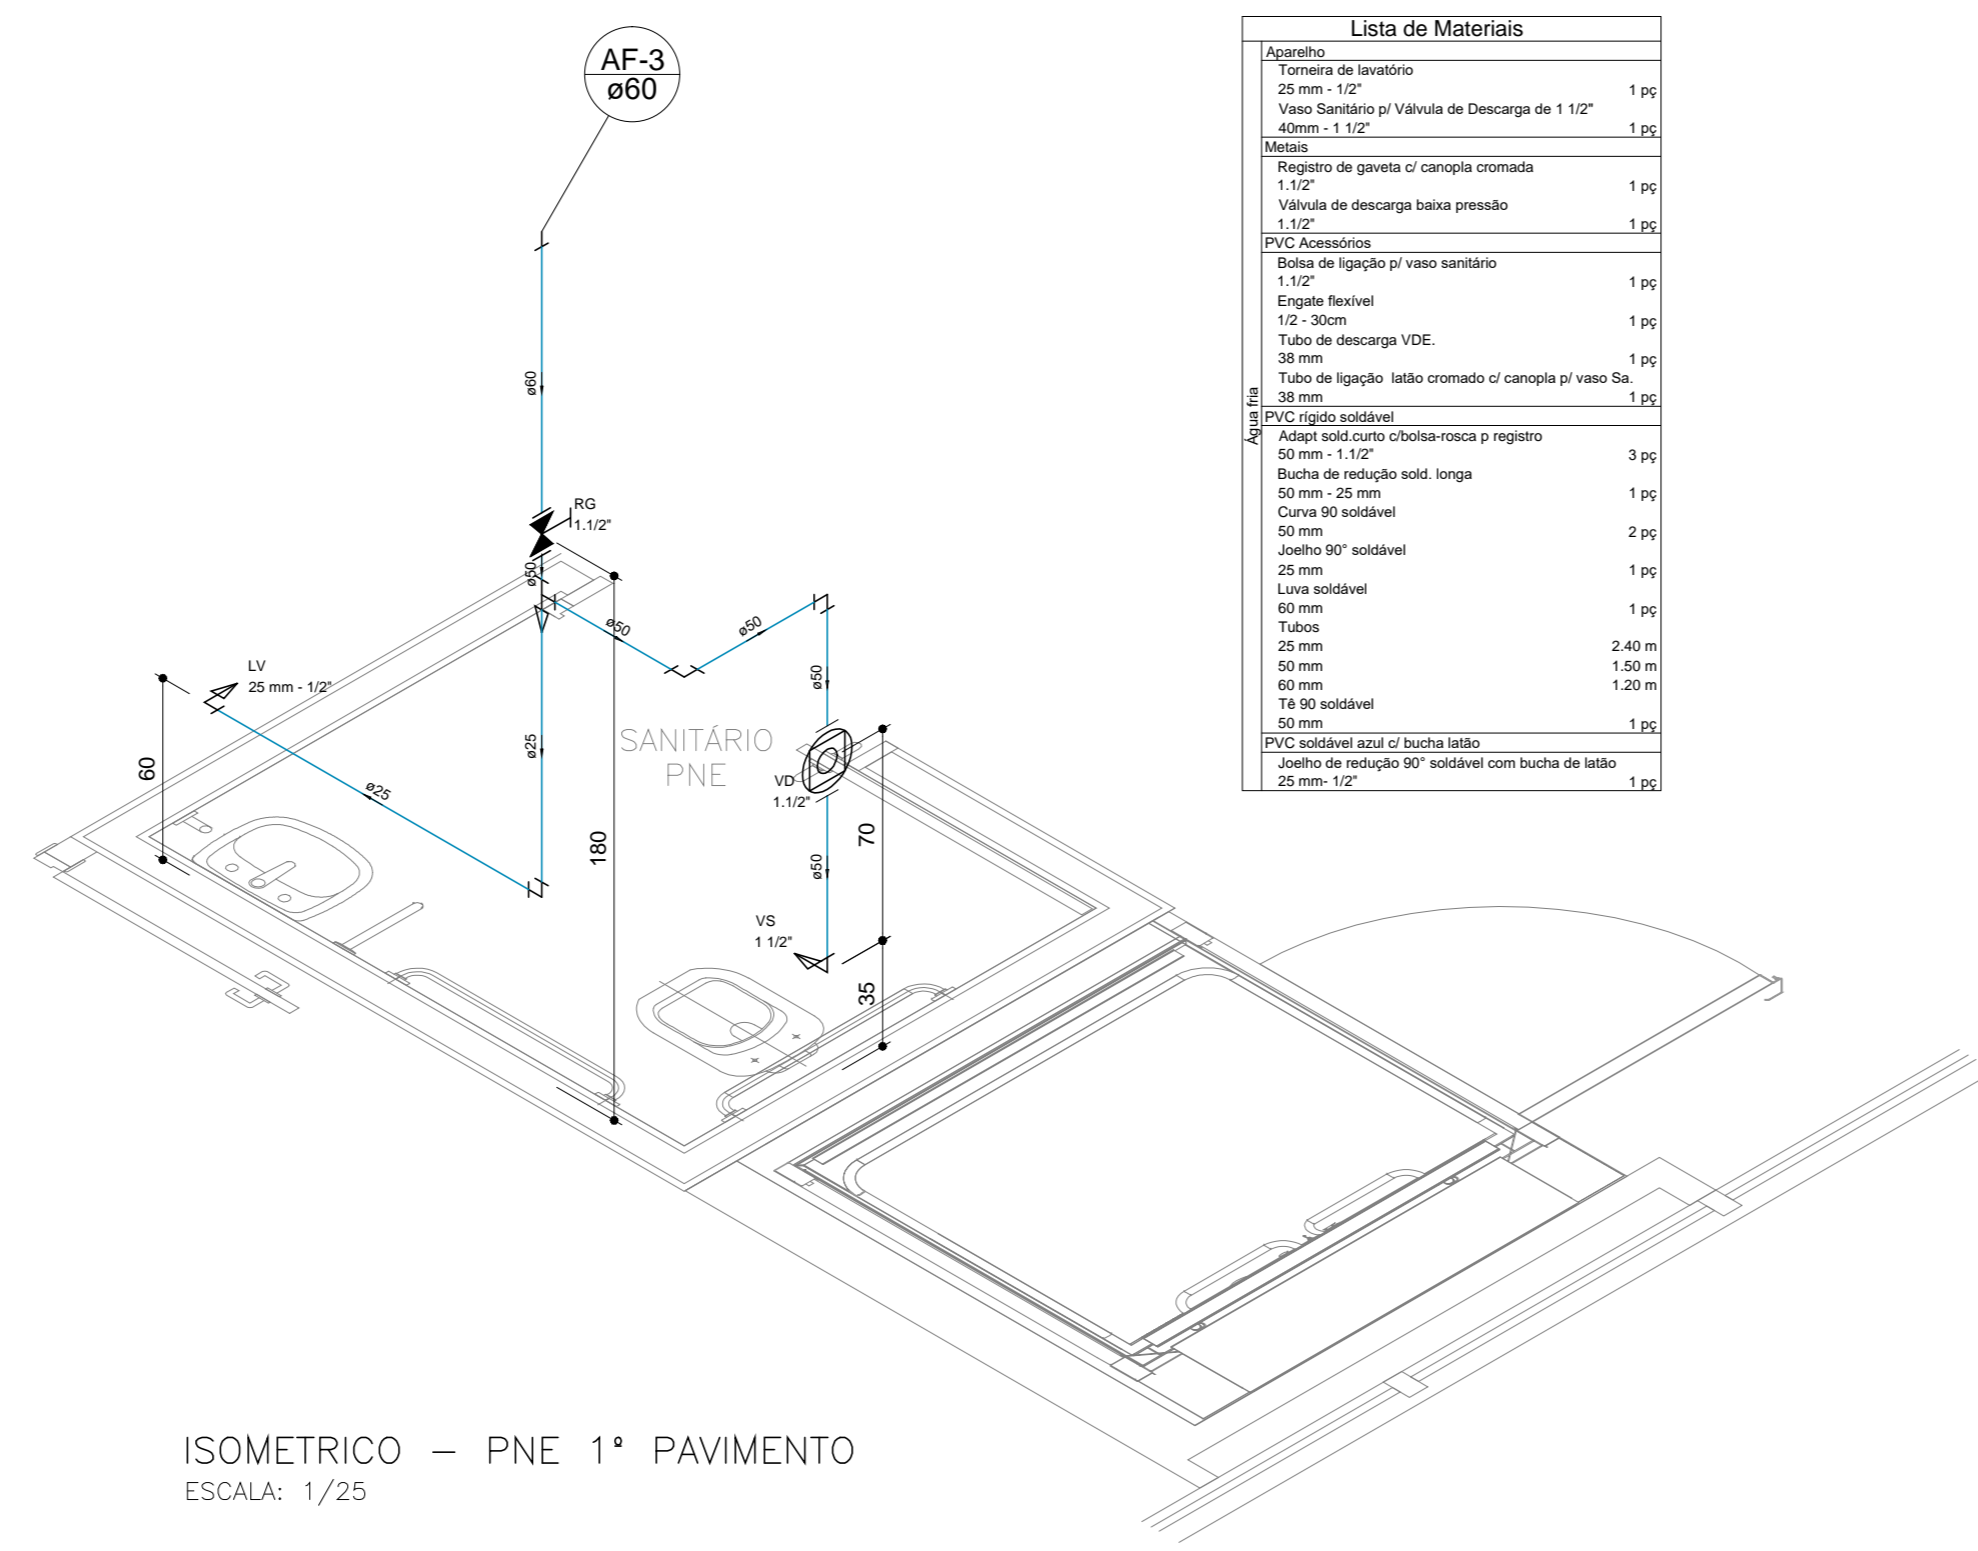 AF-3
ø60
ø60
RG
1.1/2"
ø50
ø50
ø50
LV
25 mm - 1/2"
ø50
60
ø25
ø25
SANITÁRIO
PNE
180
VD
1.1/2"
70
ø50
VS
1 1/2"
35
Lista de Materiais
Água fria
Aparelho
Torneira de lavatório
25 mm - 1/2" 1 pç
Vaso Sanitário p/ Válvula de Descarga de 1 1/2"
40mm - 1 1/2" 1 pç
Metais
Registro de gaveta c/ canopla cromada
1.1/2" 1 pç
Válvula de descarga baixa pressão
1.1/2" 1 pç
PVC Acessórios
Bolsa de ligação p/ vaso sanitário
1.1/2" 1 pç
Engate flexível
1/2 - 30cm 1 pç
Tubo de descarga VDE.
38 mm 1 pç
Tubo de ligação latão cromado c/ canopla p/ vaso Sa.
38 mm 1 pç
PVC rígido soldável
Adapt sold.curto c/bolsa-rosca p registro
50 mm - 1.1/2" 3 pç
Bucha de redução sold. longa
50 mm - 25 mm 1 pç
Curva 90 soldável
50 mm 2 pç
Joelho 90° soldável
25 mm 1 pç
Luva soldável
60 mm 1 pç
Tubos
25 mm 2.40 m
50 mm 1.50 m
60 mm 1.20 m
Tê 90 soldável
50 mm 1 pç
PVC soldável azul c/ bucha latão
Joelho de redução 90° soldável com bucha de latão
25 mm- 1/2" 1 pç
ISOMETRICO – PNE 1º PAVIMENTO
ESCALA: 1/25